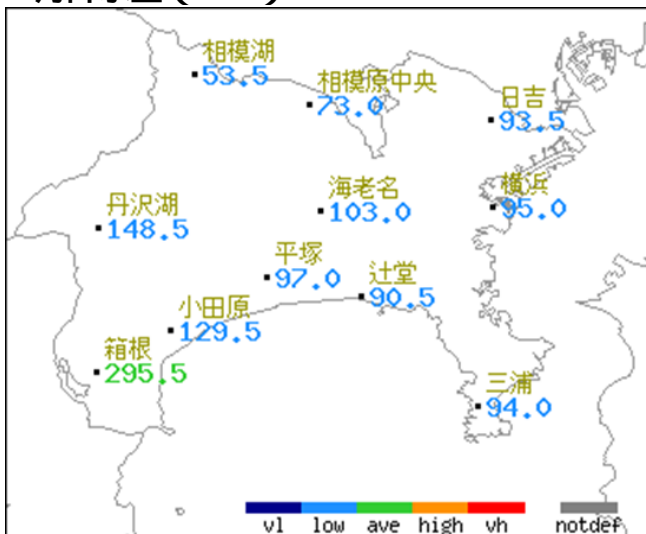 相模湖
53.5
相模原中央
73.0
日吉
93.5
海老名
103.0
横浜
95.0
丹沢湖
148.5
平塚
97.0
辻堂
90.5
小田原
129.5
箱根
295.5
三浦
94.0
vl low ave high vh notdef